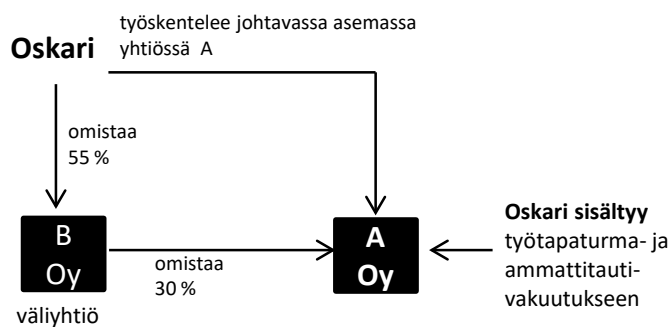 työskentelee johtavassa asemassa
yhtiössä A
Oskari
omistaa
55 %
B
Oy
väliyhtiö
omistaa
30 %
A
Oy
Oskari sisältyy
työtapaturma- ja
ammattitauti-
vakuutukseen